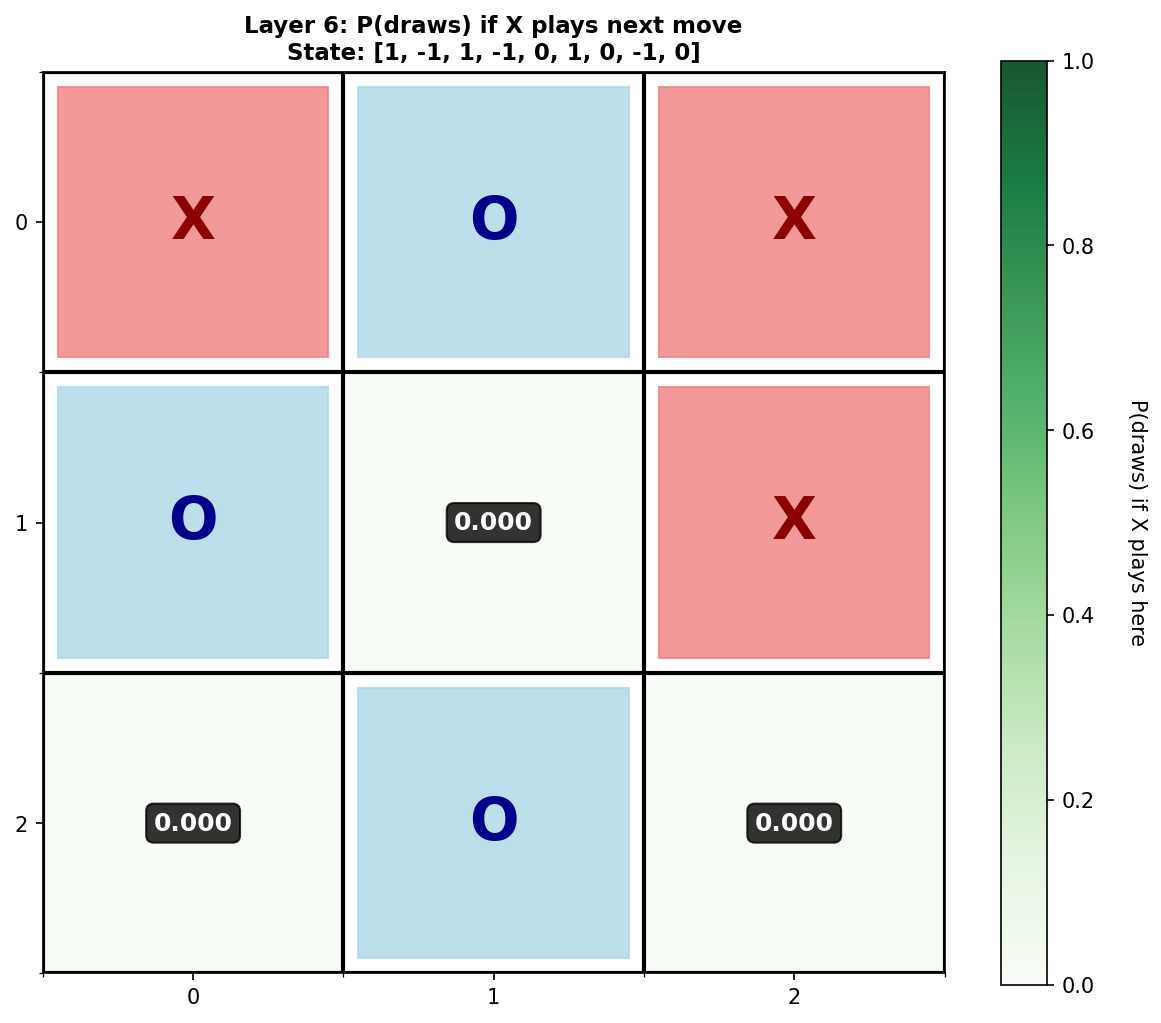 Layer 6: P(draws) if X plays next move
State: [1, -1, 1, -1, 0, 1, 0, -1, 0]
X
O
X
O
0.000
X
0.000
O
0.000
0
1
2
0
1
2
1.0
0.8
0.6
0.4
0.2
0.0
P(draws) if X plays here